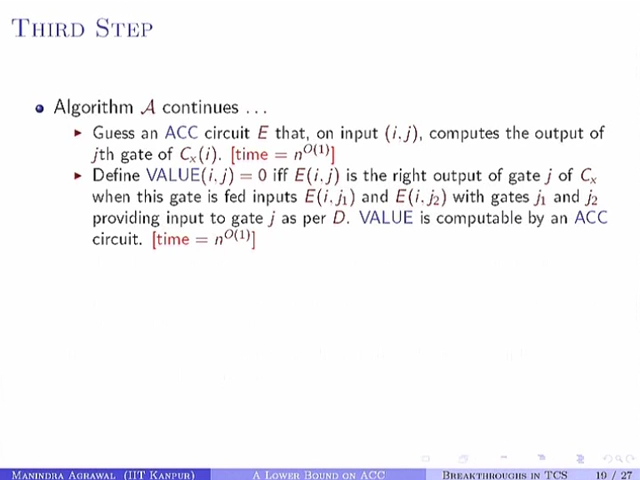 THIRD STEP
• Algorithm 𝒜 continues . . .
▸ Guess an ACC circuit E that, on input (i, j), computes the output of
jth gate of Cₓ(i). [time = n^{O(1)}]
▸ Define VALUE(i, j) = 0 iff E(i, j) is the right output of gate j of Cₓ
when this gate is fed inputs E(i, j₁) and E(i, j₂) with gates j₁ and j₂
providing input to gate j as per D. VALUE is computable by an ACC
circuit. [time = n^{O(1)}]
MANINDRA AGRAWAL (IIT KANPUR) A LOWER BOUND ON ACC BREAKTHROUGHS IN TCS 19 / 27